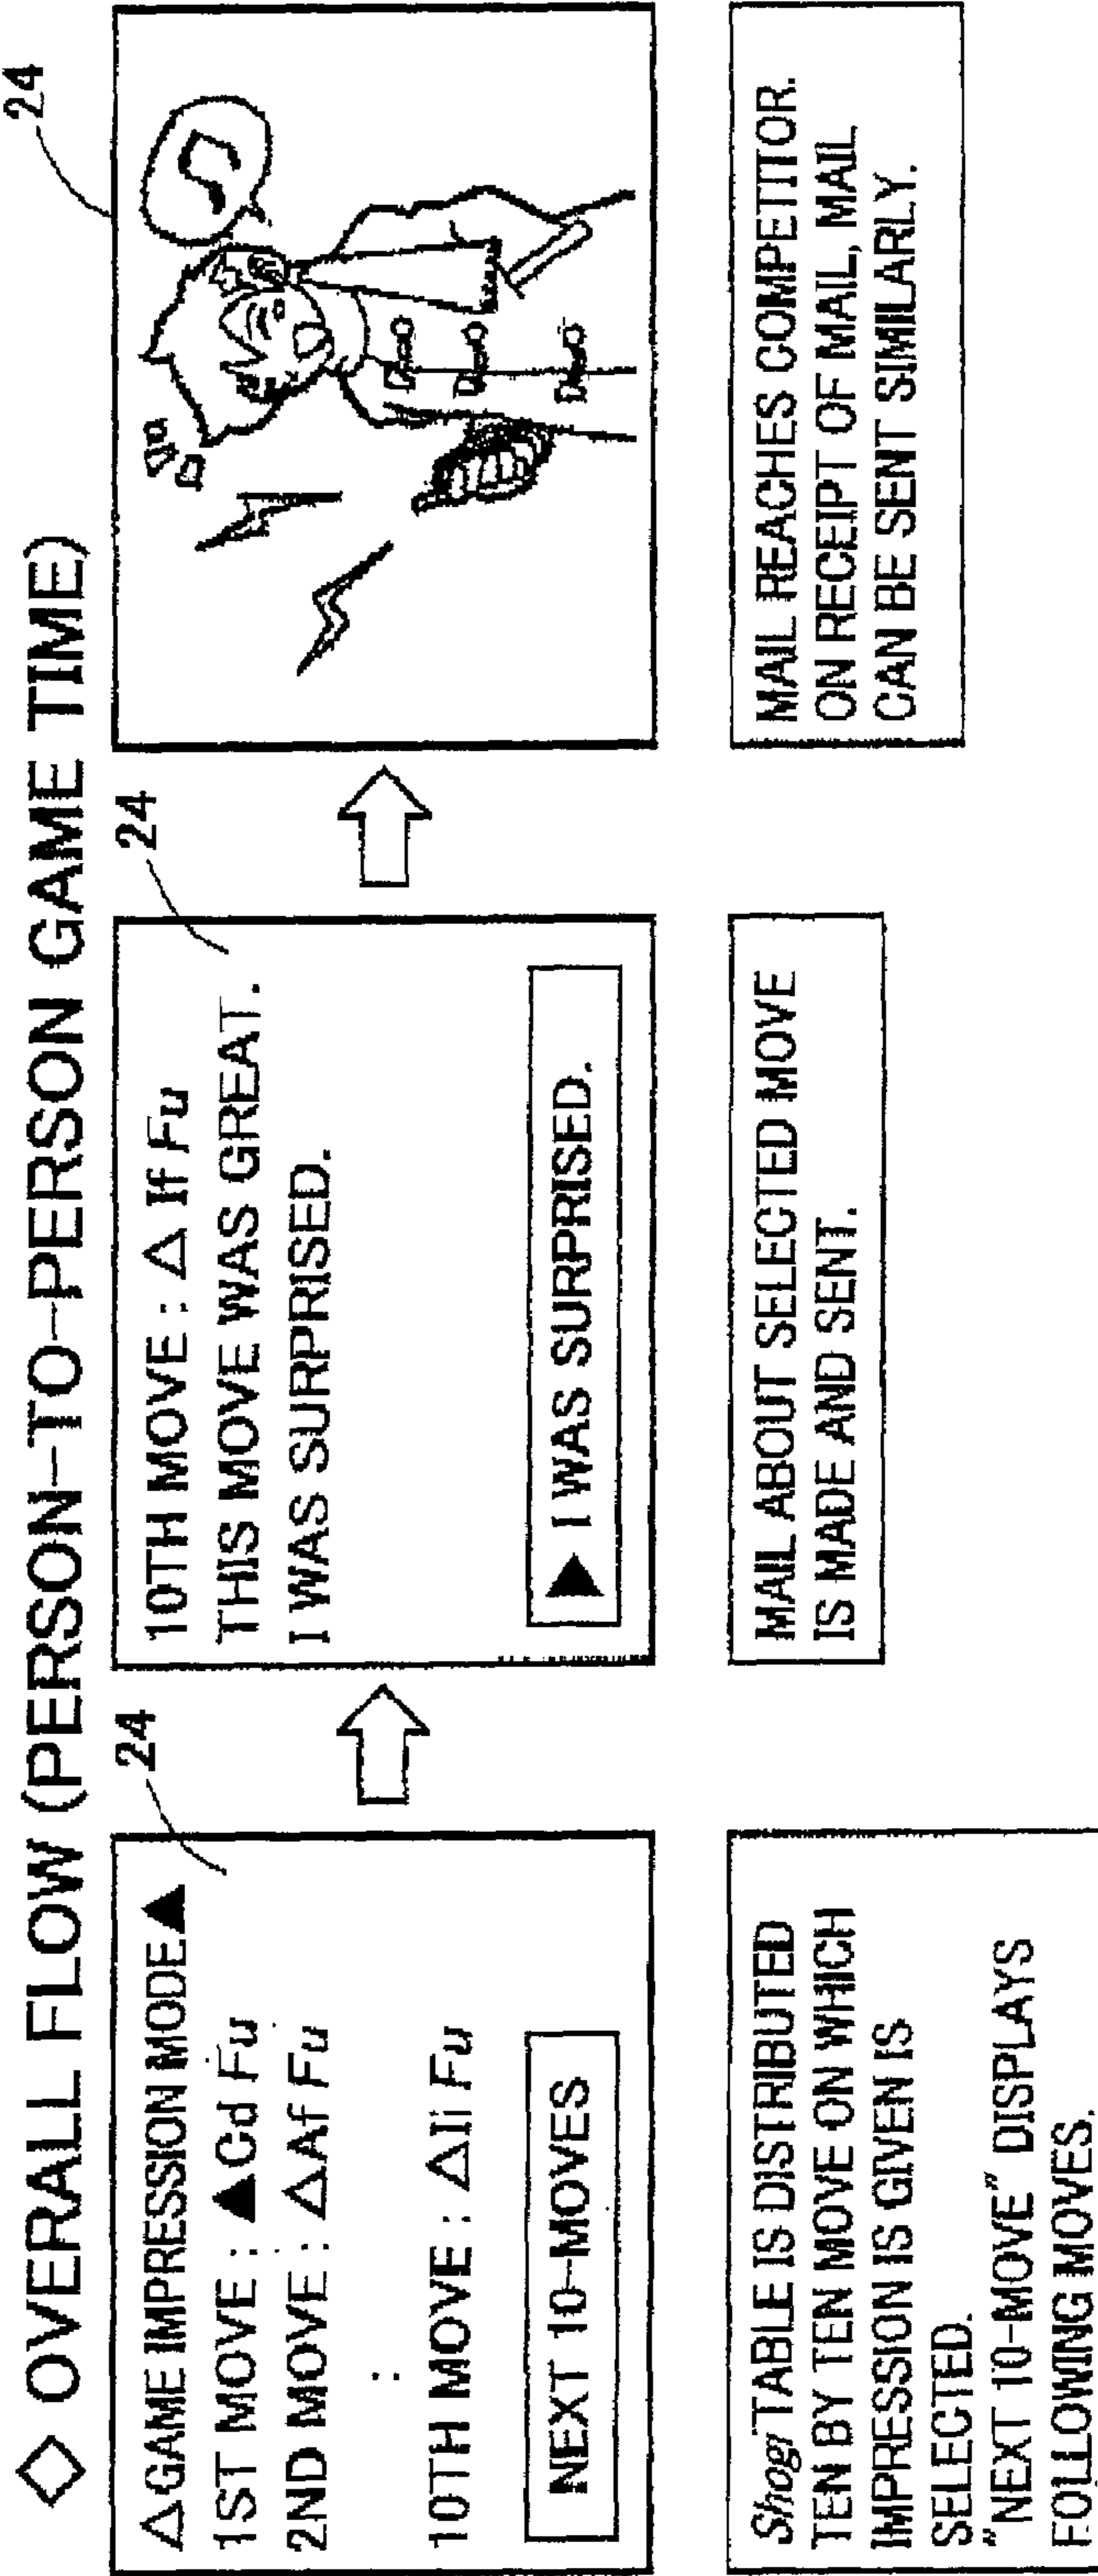 ◇ OVERALL FLOW (PERSON-TO-PERSON GAME TIME)
24
△GAME IMPRESSION MODE▲
1ST MOVE : ▲Gd Fu
2ND MOVE : △Af Fu
:
10TH MOVE : △Ii Fu
NEXT 10-MOVES
Shogi TABLE IS DISTRIBUTED
TEN BY TEN MOVE ON WHICH
IMPRESSION IS GIVEN IS
SELECTED.
"NEXT 10-MOVE" DISPLAYS
FOLLOWING MOVES.
24
10TH MOVE : △ If Fu
THIS MOVE WAS GREAT.
I WAS SURPRISED.
▲ I WAS SURPRISED.
MAIL ABOUT SELECTED MOVE
IS MADE AND SENT.
24
MAIL REACHES COMPETITOR.
ON RECEIPT OF MAIL, MAIL
CAN BE SENT SIMILARLY.